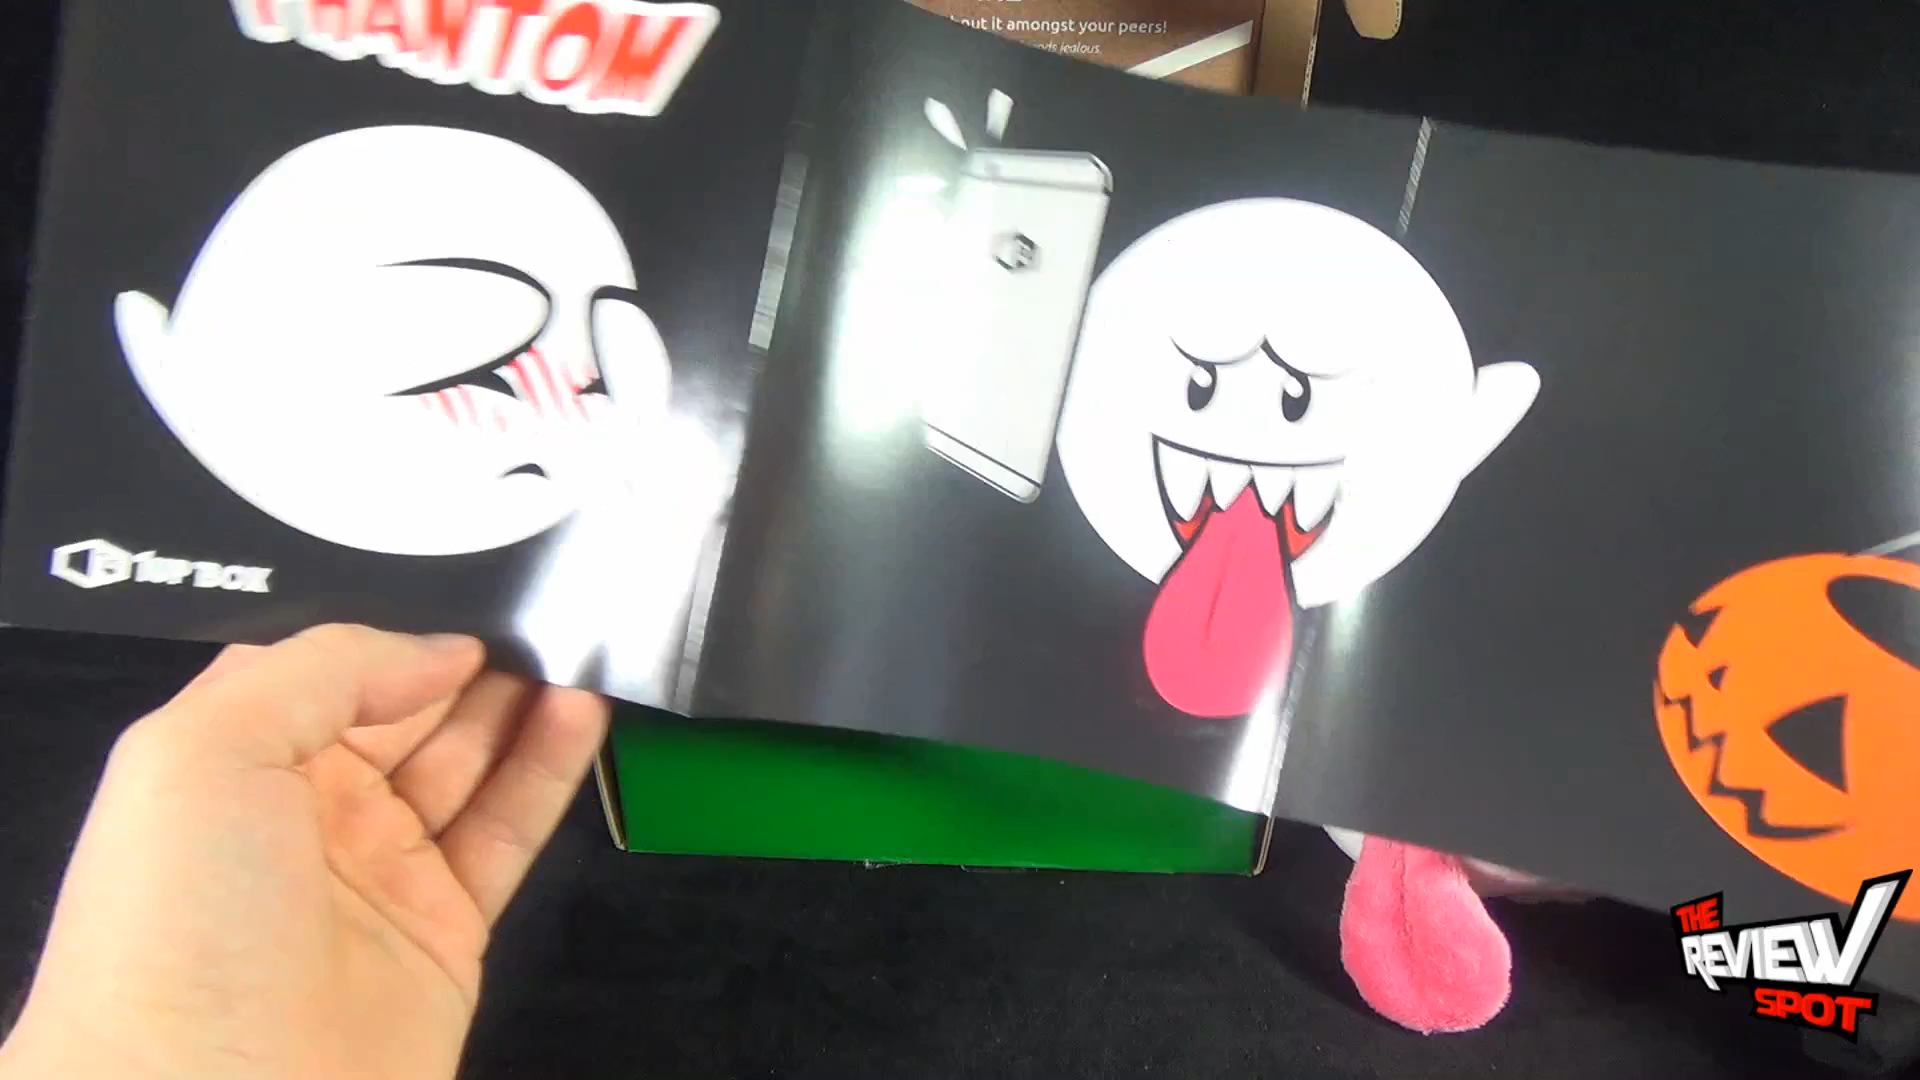 PHANTOM
out it amongst your peers!
jealous.
1UP BOX
THE
REVIEW
SPOT